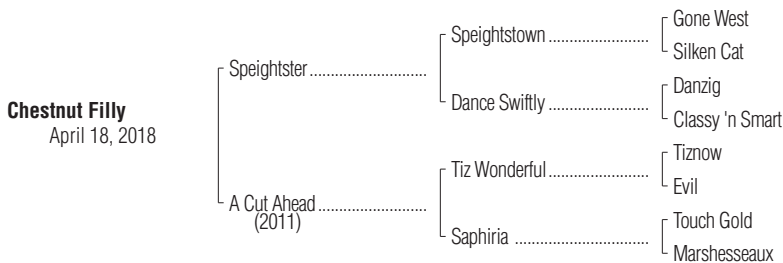 Gone West
Speightstown
Silken Cat
Speightster
Danzig
Dance Swiftly
Classy 'n Smart
Chestnut Filly
April 18, 2018
Tiznow
Tiz Wonderful
Evil
A Cut Ahead
(2011)
Touch Gold
Saphiria
Marshesseaux